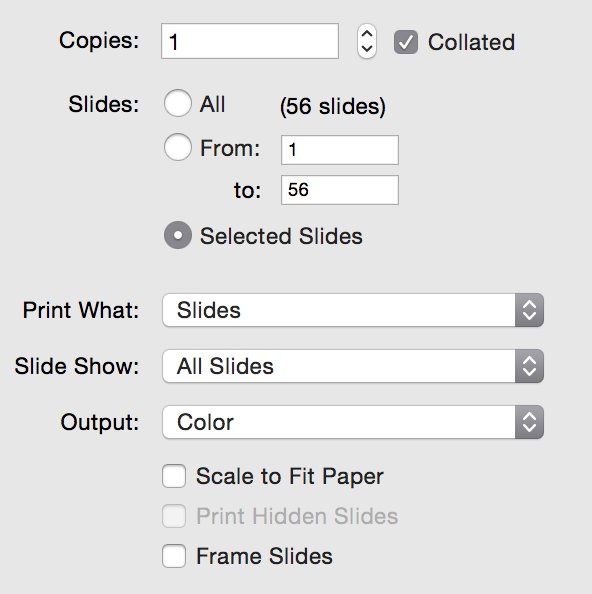 Copies: 1 Collated
Slides: All (56 slides)
From: 1
to: 56
Selected Slides
Print What: Slides
Slide Show: All Slides
Output: Color
Scale to Fit Paper
Print Hidden Slides
Frame Slides